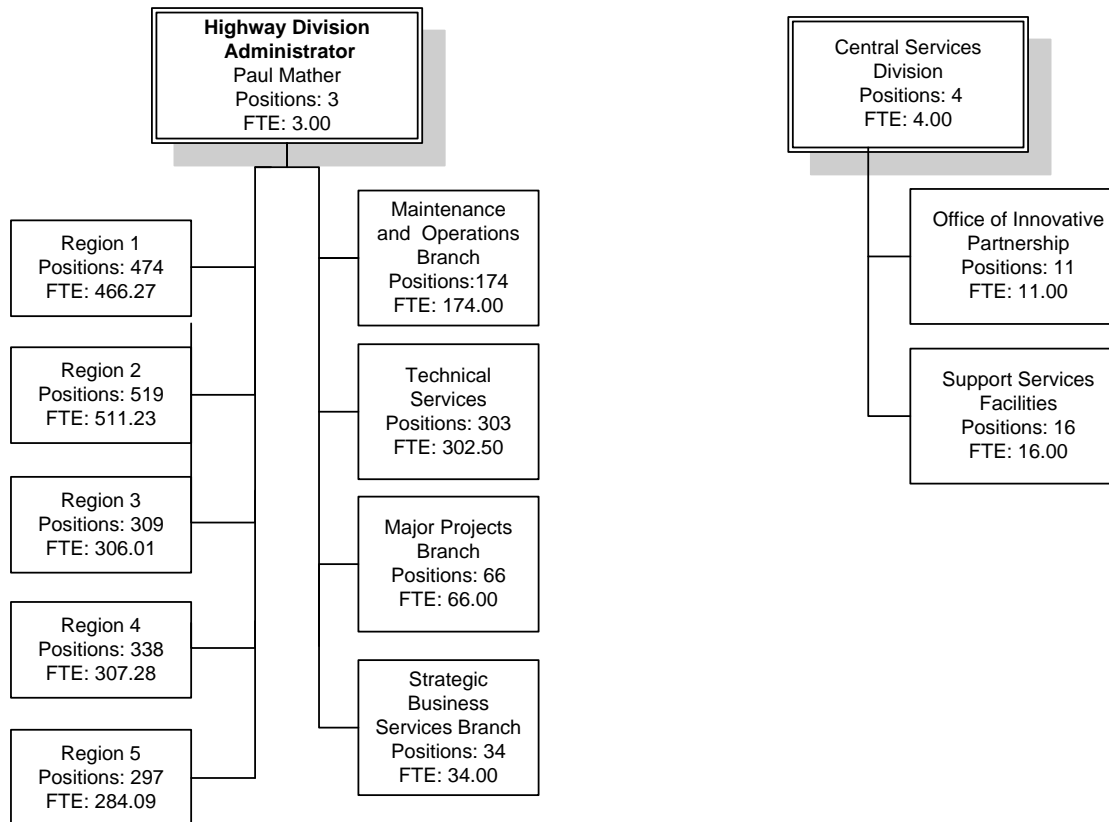 Highway Division
Administrator
Paul Mather
Positions: 3
FTE: 3.00
Region 1
Positions: 474
FTE: 466.27
Region 2
Positions: 519
FTE: 511.23
Region 3
Positions: 309
FTE: 306.01
Region 4
Positions: 338
FTE: 307.28
Region 5
Positions: 297
FTE: 284.09
Maintenance
and Operations
Branch
Positions:174
FTE: 174.00
Technical
Services
Positions: 303
FTE: 302.50
Major Projects
Branch
Positions: 66
FTE: 66.00
Strategic
Business
Services Branch
Positions: 34
FTE: 34.00
Central Services
Division
Positions: 4
FTE: 4.00
Office of Innovative
Partnership
Positions: 11
FTE: 11.00
Support Services
Facilities
Positions: 16
FTE: 16.00